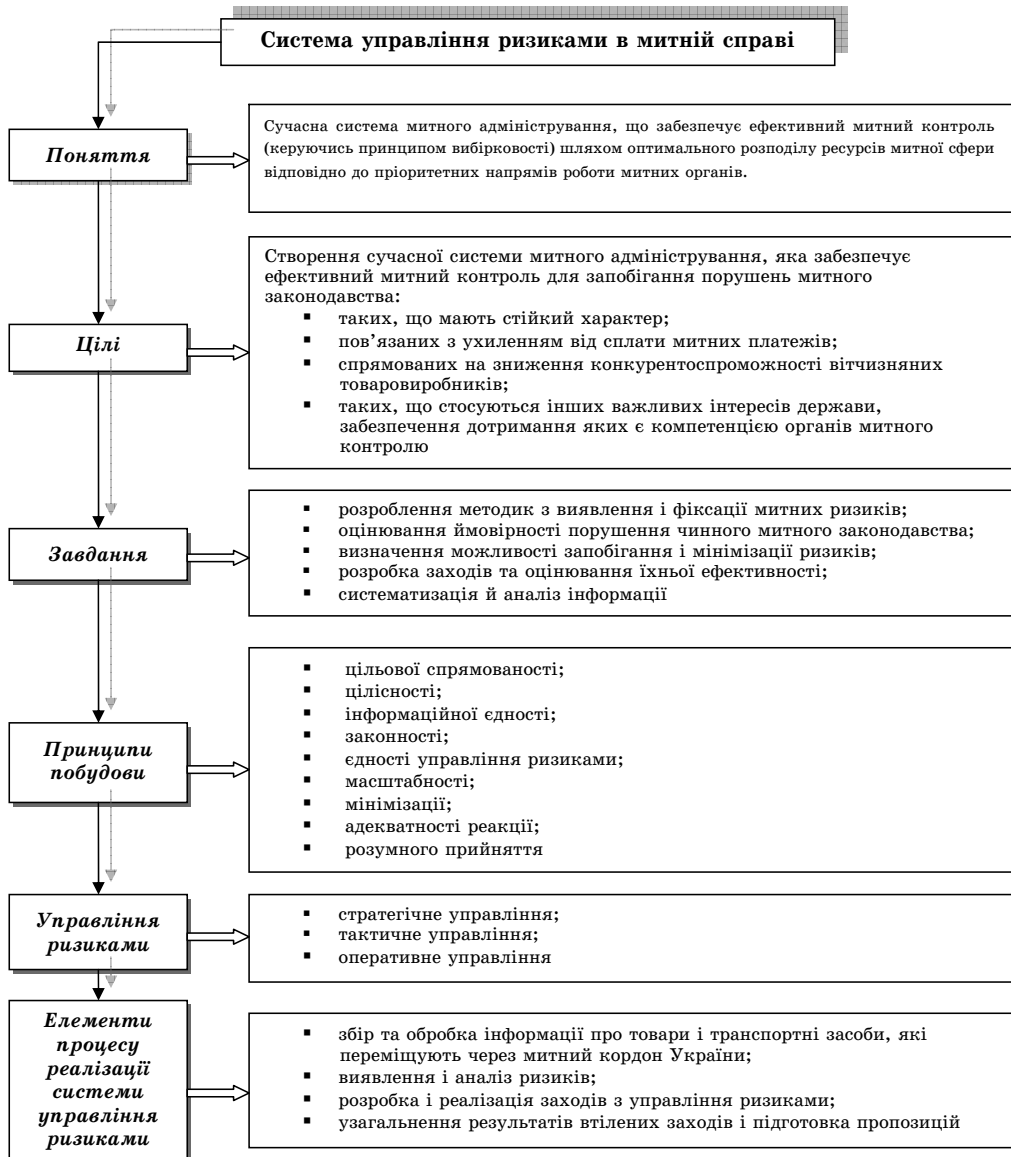 Система управління ризиками в митній справі
Поняття
Сучасна система митного адміністрування, що забезпечує ефективний митний контроль
(керуючись принципом вибірковості) шляхом оптимального розподілу ресурсів митної сфери
відповідно до пріоритетних напрямів роботи митних органів.
Цілі
Створення сучасної системи митного адміністрування, яка забезпечує
ефективний митний контроль для запобігання порушень митного
законодавства:
▪ таких, що мають стійкий характер;
▪ пов’язаних з ухиленням від сплати митних платежів;
▪ спрямованих на зниження конкурентоспроможності вітчизняних
товаровиробників;
▪ таких, що стосуються інших важливих інтересів держави,
забезпечення дотримання яких є компетенцією органів митного
контролю
Завдання
▪ розроблення методик з виявлення і фіксації митних ризиків;
▪ оцінювання ймовірності порушення чинного митного законодавства;
▪ визначення можливості запобігання і мінімізації ризиків;
▪ розробка заходів та оцінювання їхньої ефективності;
▪ систематизація й аналіз інформації
Принципи
побудови
▪ цільової спрямованості;
▪ цілісності;
▪ інформаційної єдності;
▪ законності;
▪ єдності управління ризиками;
▪ масштабності;
▪ мінімізації;
▪ адекватності реакції;
▪ розумного прийняття
Управління
ризиками
▪ стратегічне управління;
▪ тактичне управління;
▪ оперативне управління
Елементи
процесу
реалізації
системи
управління
ризиками
▪ збір та обробка інформації про товари і транспортні засоби, які
переміщують через митний кордон України;
▪ виявлення і аналіз ризиків;
▪ розробка і реалізація заходів з управління ризиками;
▪ узагальнення результатів втілених заходів і підготовка пропозицій